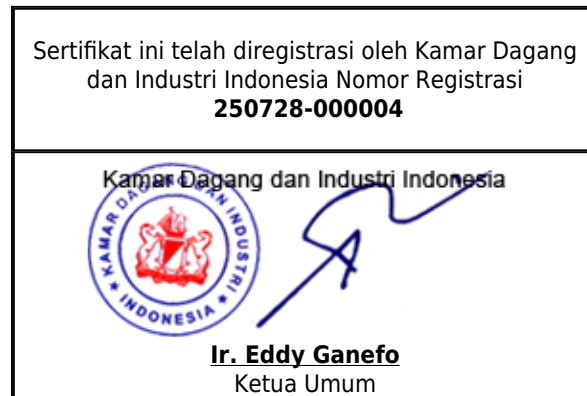 Sertifikat ini telah diregistrasi oleh Kamar Dagang
dan Industri Indonesia Nomor Registrasi
250728-000004
Kamar Dagang dan Industri Indonesia
KAMAR DAGANG DAN INDUSTRI
INDONESIA
Ir. Eddy Ganefo
Ketua Umum